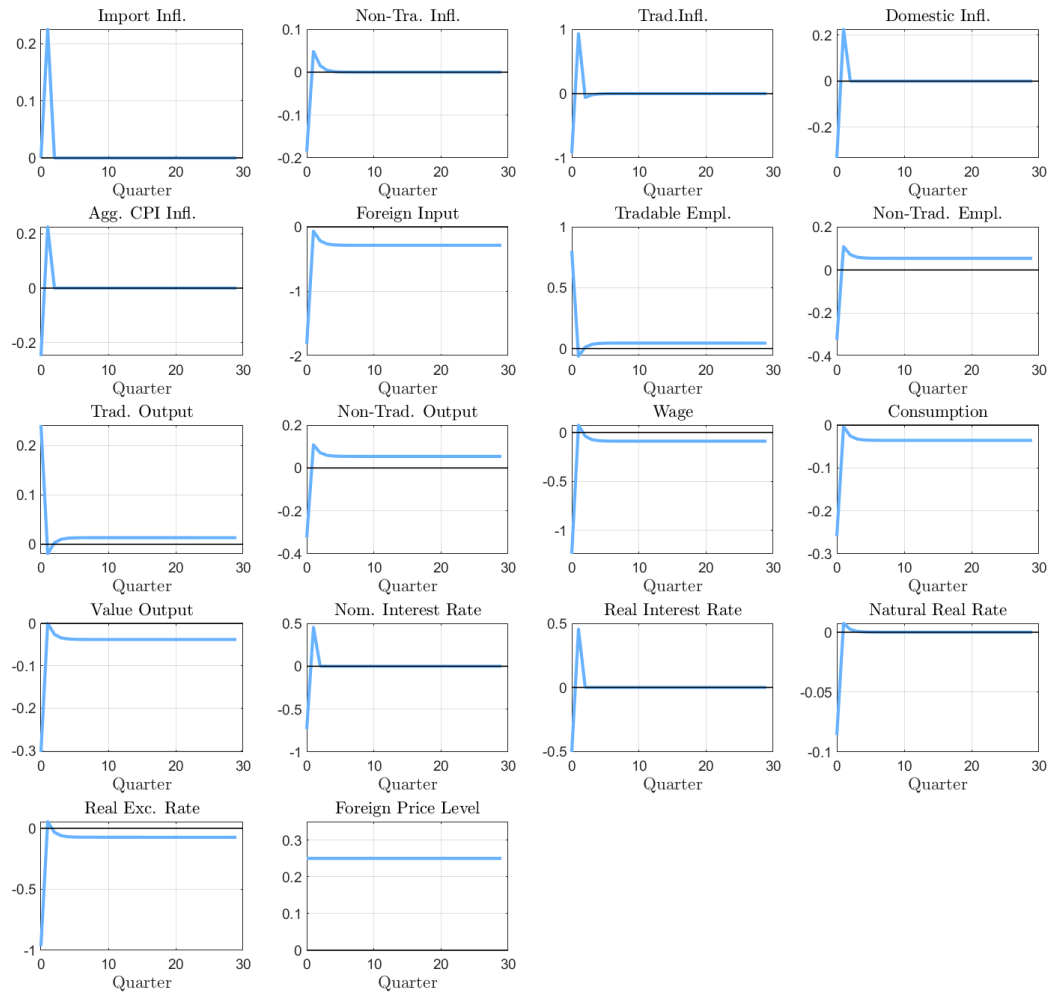 Import Infl.
0.2
0.1
0
0 10 20 30
Quarter
Non-Tra. Infl.
0.1
0
-0.1
-0.2
0 10 20 30
Quarter
Trad.Infl.
1
0
-1
0 10 20 30
Quarter
Domestic Infl.
0.2
0
-0.2
0 10 20 30
Quarter
Agg. CPI Infl.
0.2
0
-0.2
0 10 20 30
Quarter
Foreign Input
0
-1
-2
0 10 20 30
Quarter
Tradable Empl.
1
0.5
0
0 10 20 30
Quarter
Non-Trad. Empl.
0.2
0
-0.2
-0.4
0 10 20 30
Quarter
Trad. Output
0.2
0.1
0
0 10 20 30
Quarter
Non-Trad. Output
0.2
0
-0.2
-0.4
0 10 20 30
Quarter
Wage
0
-0.5
-1
0 10 20 30
Quarter
Consumption
0
-0.1
-0.2
-0.3
0 10 20 30
Quarter
Value Output
0
-0.1
-0.2
-0.3
0 10 20 30
Quarter
Nom. Interest Rate
0.5
0
-0.5
-1
0 10 20 30
Quarter
Real Interest Rate
0.5
0
-0.5
0 10 20 30
Quarter
Natural Real Rate
0
-0.05
-0.1
0 10 20 30
Quarter
Real Exc. Rate
0
-0.5
-1
0 10 20 30
Quarter
Foreign Price Level
0.3
0.2
0.1
0
0 10 20 30
Quarter